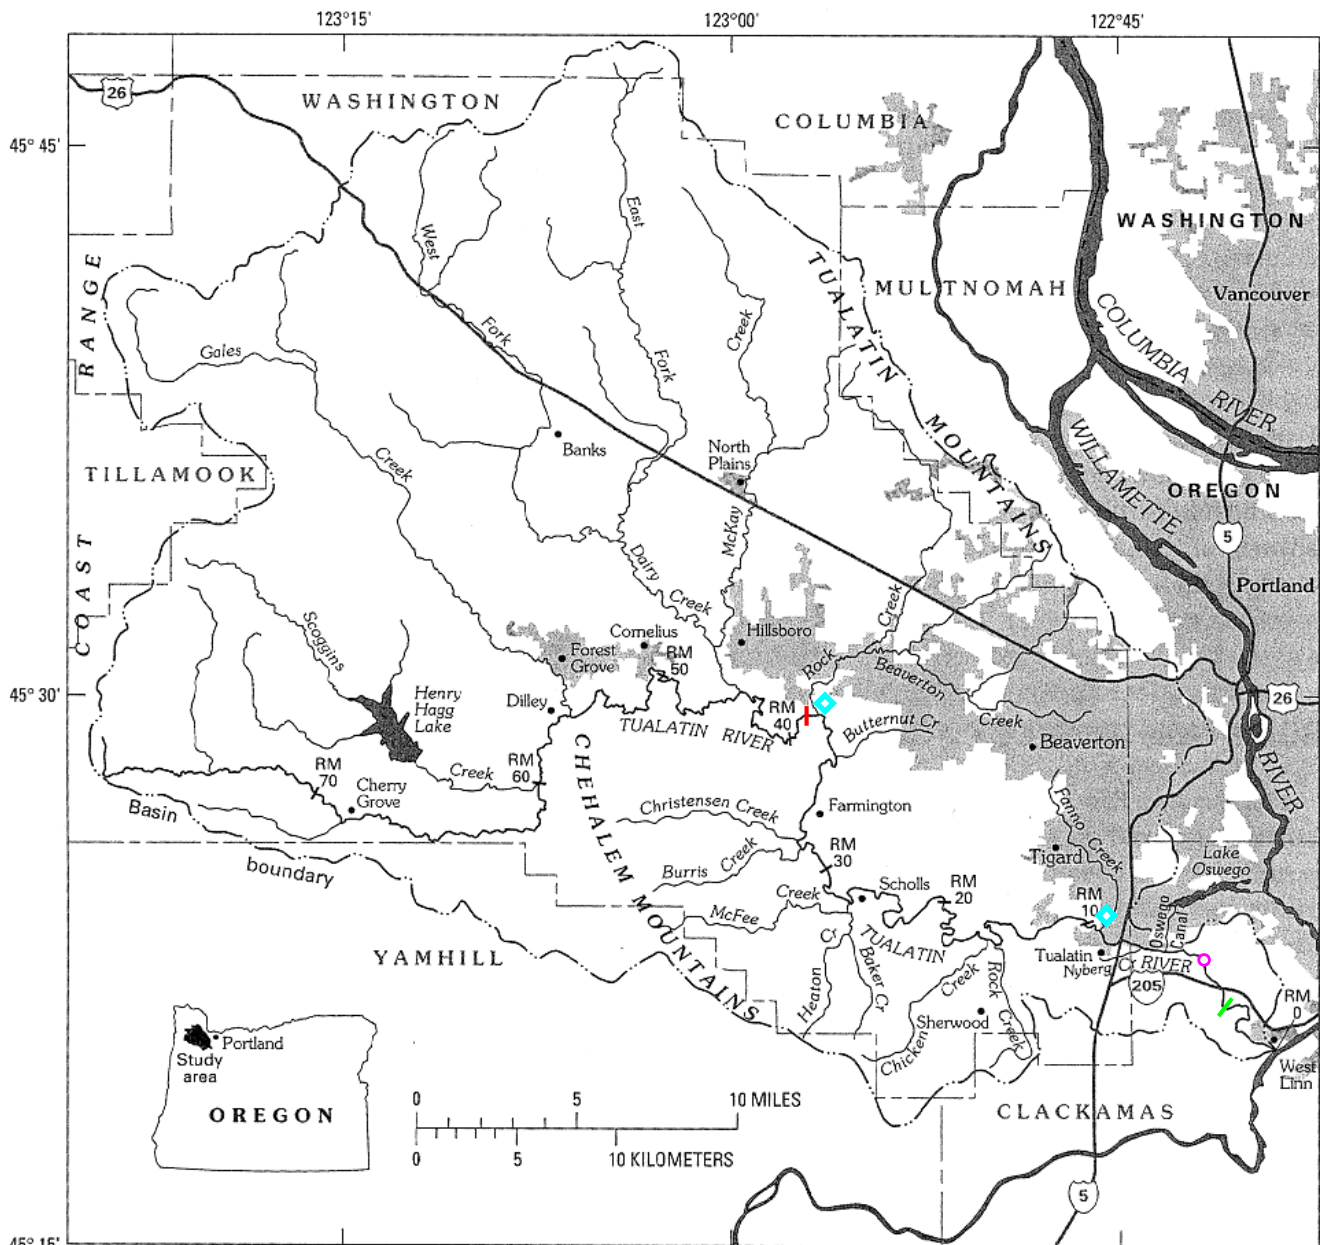 123°15'
123°00'
122°45'
26
WASHINGTON
COLUMBIA
45°45'
East
West
WASHINGTON
TUALATIN
MULTNOMAH
Vancouver
RANGE
COLUMBIA
RIVER
Fork
Creek
Gales
Fork
MOUNTAINS
WILLAMETTE
North
Plains
Banks
TILLAMOOK
Creek
OREGON
McKay
5
COAST
Dairy
Creek
Portland
Creek
Scoggins
Cornelius
Hillsboro
Forest
Grove
RM
50
Rock
Beaverton
Creek
45°30'
Henry
Hagg
Lake
Dilley
TUALATIN RIVER
RM
40
Butternut Cr
26
Beaverton
RIVER
CHEHALEM MOUNTAINS
RM
70
Creek
RM
60
Cherry
Grove
Basin
boundary
Christensen Creek
Farmington
Fanno Creek
Tigard
Lake
Oswego
Burris Creek
RM
30
Scholls
RM
20
RM
10
Oswego
Canal
McFee
Creek
Cr
Heaton
Baker Cr
TUALATIN
Tualatin
Nyberg Cr
RIVER
205
YAMHILL
Creek
Chicken
Rock
Creek
Sherwood
RM
0
West
Linn
Portland
Study
area
OREGON
0 5 10 MILES
0 5 10 KILOMETERS
CLACKAMAS
5
45°15'